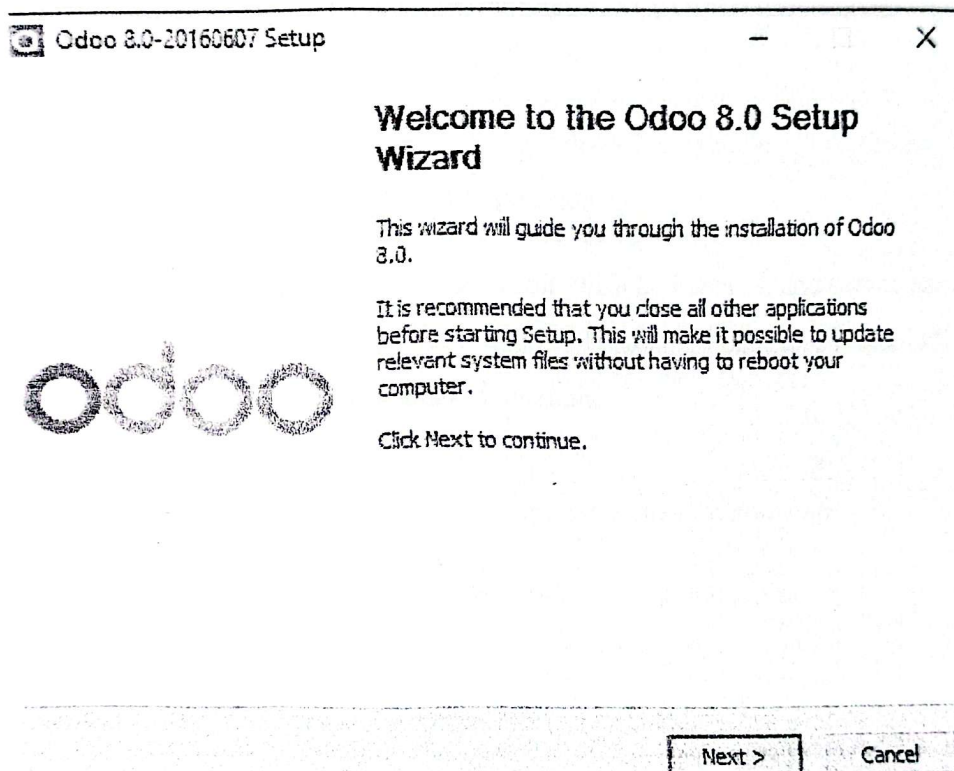 Odoo 8.0-20160607 Setup
Welcome to the Odoo 8.0 Setup
Wizard
This wizard will guide you through the installation of Odoo
8.0.
It is recommended that you close all other applications
before starting Setup. This will make it possible to update
relevant system files without having to reboot your
computer.
Click Next to continue.
odoo
Next >
Cancel